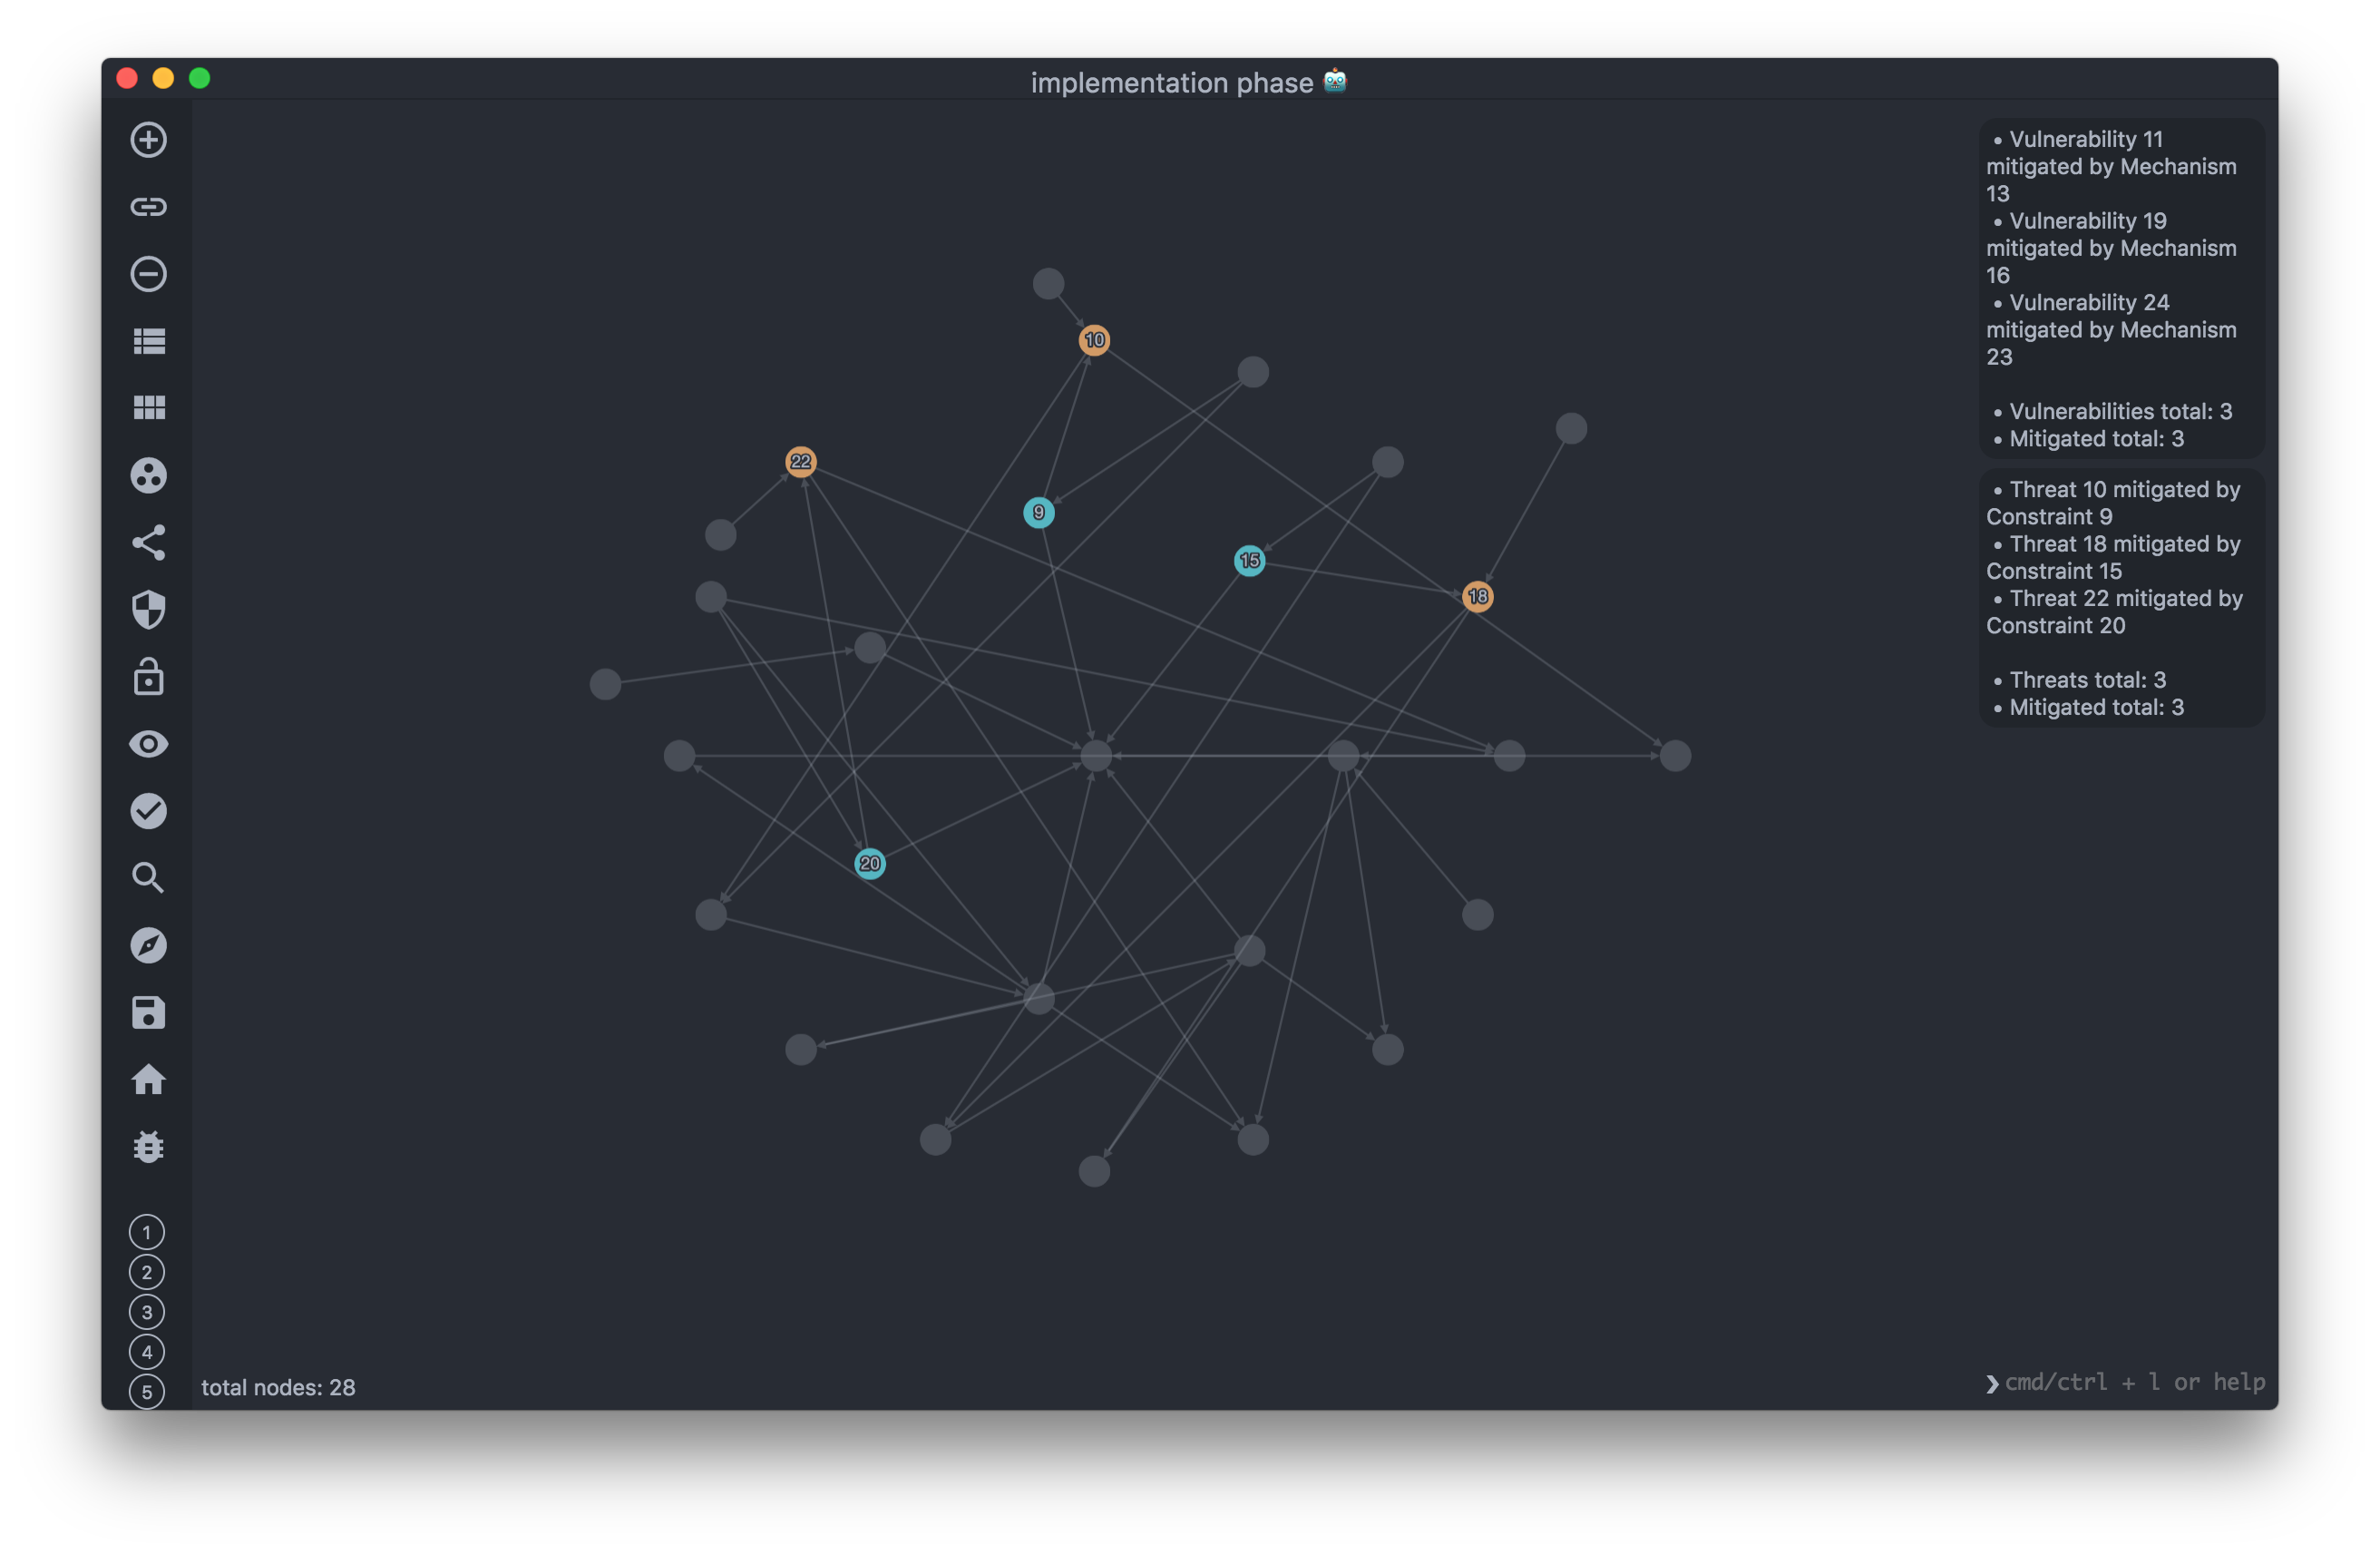 implementation phase 🤖
• Vulnerability 11
mitigated by Mechanism
13
• Vulnerability 19
mitigated by Mechanism
16
• Vulnerability 24
mitigated by Mechanism
23
• Vulnerabilities total: 3
• Mitigated total: 3
• Threat 10 mitigated by
Constraint 9
• Threat 18 mitigated by
Constraint 15
• Threat 22 mitigated by
Constraint 20
• Threats total: 3
• Mitigated total: 3
10
22
9
15
18
20
1
2
3
4
5
total nodes: 28
❯ cmd/ctrl + l or help